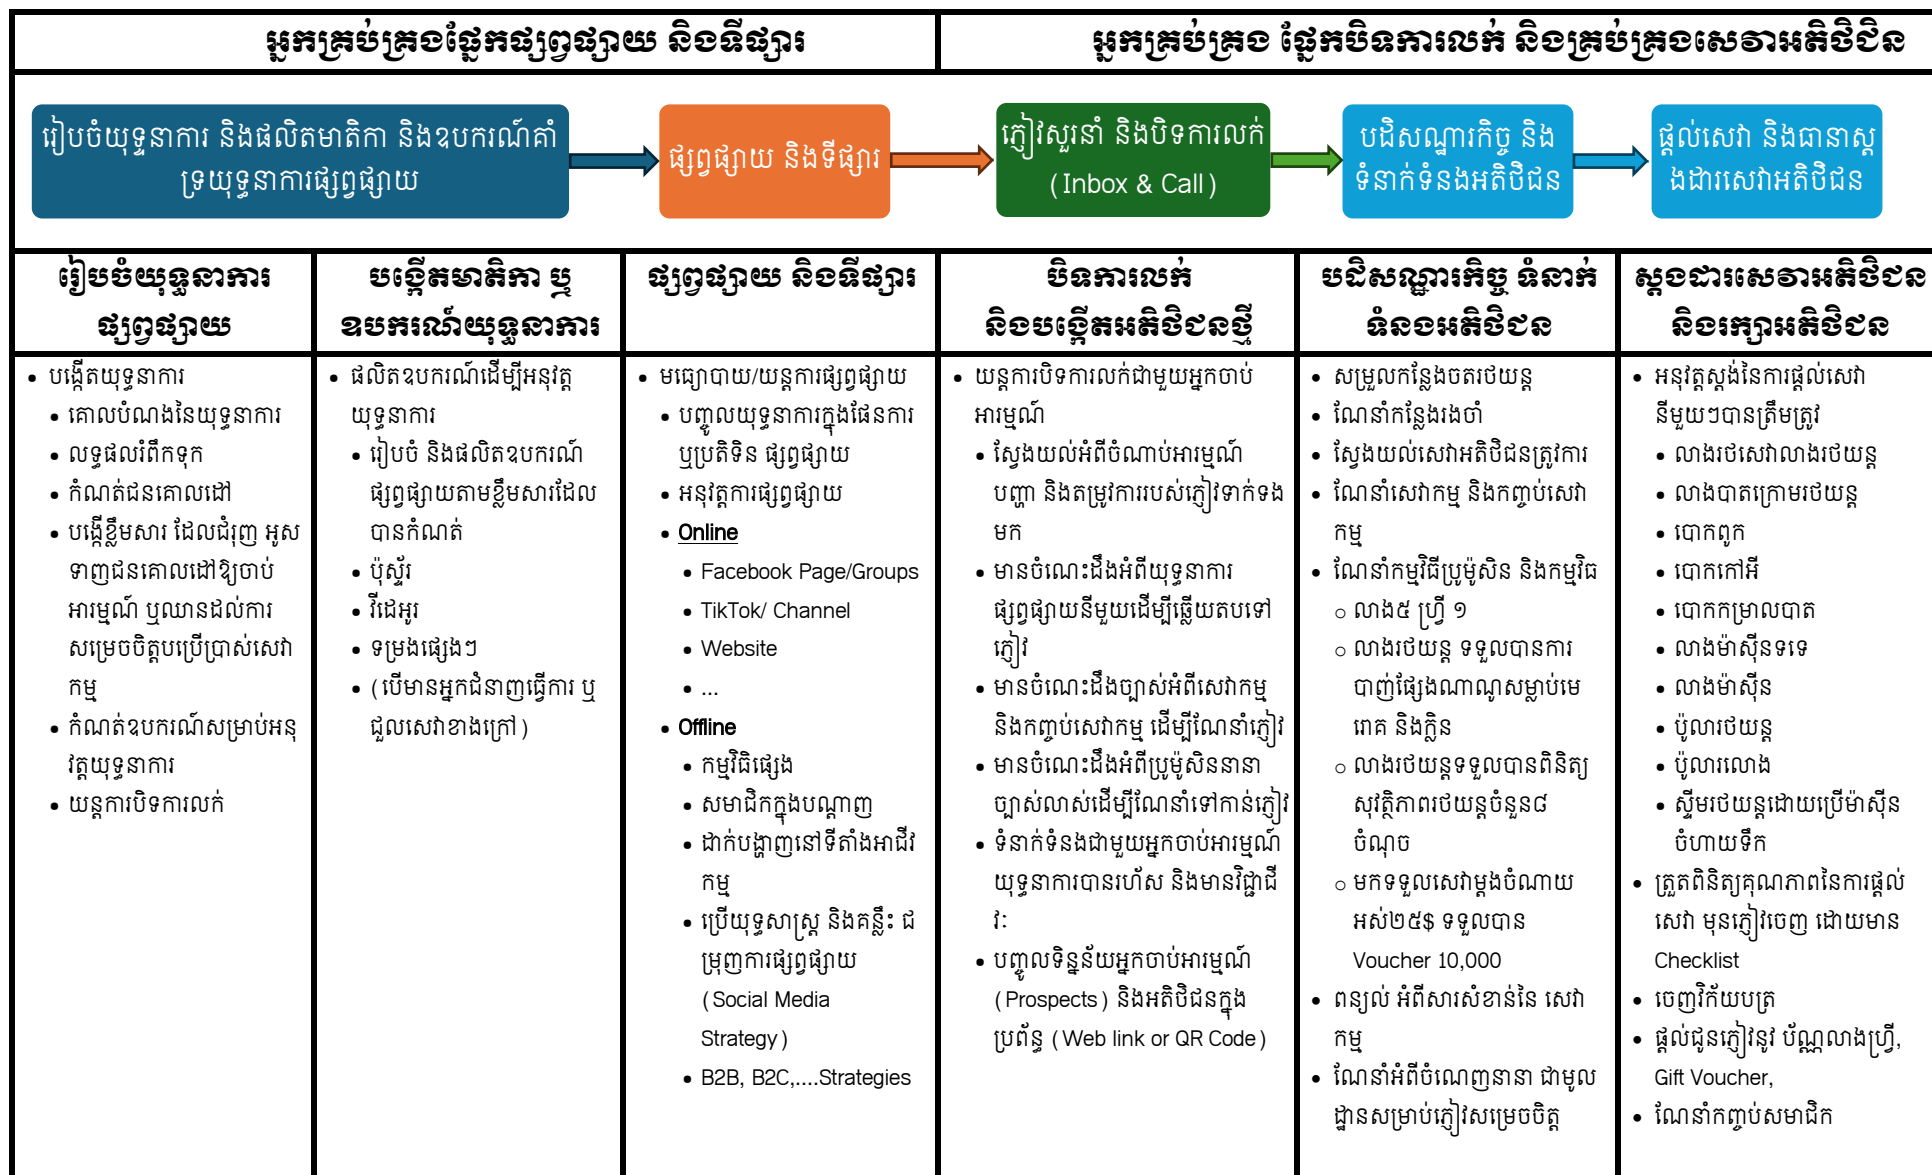 អ្នកគ្រប់គ្រងផ្នែកផ្សព្វផ្សាយ និងទីផ្សារ
អ្នកគ្រប់គ្រង ផ្នែកបិទការលក់ និងគ្រប់គ្រងសេវាអតិថិជិន
រៀបចំយុទ្ធនាការ និងផលិតមាតិកា និងឧបករណ៍គាំ
ទ្រយុទ្ធនាការផ្សព្វផ្សាយ
ផ្សព្វផ្សាយ និងទីផ្សារ
ភ្ញៀវសួរនាំ និងបិទការលក់
(Inbox & Call)
បដិសណ្ឋារកិច្ច និង
ទំនាក់ទំនងអតិថិជន
ផ្តល់សេវា និងធានាស្ត
ងដារសេវាអតិថិជន
រៀបចំយុទ្ធនាការ
ផ្សព្វផ្សាយ
បង្កើតមាតិកា ឬ
ឧបករណ៍យុទ្ធនាការ
ផ្សព្វផ្សាយ និងទីផ្សារ
បិទការលក់
និងបង្កើតអតិថិជនថ្មី
បដិសណ្ឋារកិច្ច ទំនាក់
ទំនងអតិថិជន
ស្តងដារសេវាអតិថិជន
និងរក្សាអតិថិជន
• បង្កើតយុទ្ធនាការ
• គោលបំណងនៃយុទ្ធនាការ
• លទ្ធផលរំពឹកទុក
• កំណត់ជនគោលដៅ
• បង្កើខ្លឹមសារ ដែលជំរុញ អូស
ទាញជនគោលដៅឱ្យចាប់
អារម្មណ៍ ឬឈានដល់ការ
សម្រេចចិត្តបប្រើប្រាស់សេវា
កម្ម
• កំណត់ឧបករណ៍សម្រាប់អនុ
វត្តយុទ្ធនាការ
• យន្តការបិទការលក់
• ផលិតឧបករណ៍ដើម្បីអនុវត្ត
យុទ្ធនាការ
• រៀបចំ និងផលិតឧបករណ៍
ផ្សព្វផ្សាយតាមខ្លឹមសារដែល
បានកំណត់
• ប៉ុស្ទ័រ
• វីដេអូរ
• ទម្រងផ្សេងៗ
• (បើមានអ្នកជំនាញធ្វើការ ឬ
ជួលសេវាខាងក្រៅ)
• មធ្យោបាយ/យន្តការផ្សព្វផ្សាយ
• បញ្ចូលយុទ្ធនាការក្នុងផែនការ
ឬប្រតិទិន ផ្សព្វផ្សាយ
• អនុវត្តការផ្សព្វផ្សាយ
• Online
• Facebook Page/Groups
• TikTok/ Channel
• Website
• ...
• Offline
• កម្មវិធិផ្សេង
• សមាជិកក្នុងបណ្តាញ
• ដាក់បង្ហាញនៅទីតាំងអាជីវ
កម្ម
• ប្រើយុទ្ធសាស្ត្រ និងគន្លឹះ ជ
ម្រុញការផ្សព្វផ្សាយ
(Social Media
Strategy)
• B2B, B2C,....Strategies
• យន្តការបិទការលក់ជាមួយអ្នកចាប់
អារម្មណ៍
• ស្វែងយល់អំពីចំណាប់អារម្មណ៍
បញ្ហា និងតម្រូវការរបស់ភ្ញៀវទាក់ទង
មក
• មានចំណេះដឹងអំពីយុទ្ធនាការ
ផ្សព្វផ្សាយនីមួយដើម្បីឆ្លើយតបទៅ
ភ្ញៀវ
• មានចំណេះដឹងច្បាស់អំពីសេវាកម្ម
និងកញ្ចប់សេវាកម្ម ដើម្បីណែនាំភ្ញៀវ
• មានចំណេះដឹងអំពីប្រូម៉ូសិននានា
ច្បាស់លាស់ដើម្បីណែនាំទៅកាន់ភ្ញៀវ
• ទំនាក់ទំនងជាមួយអ្នកចាប់អារម្មណ៍
យុទ្ធនាការបានរហ័ស និងមានវិជ្ជាជី
វៈ
• បញ្ចូលទិន្នន័យអ្នកចាប់អារម្មណ៍
(Prospects) និងអតិថិជនក្នុង
ប្រព័ន្ធ (Web link or QR Code)
• សម្រួលកន្លែងចតរថយន្ត
• ណែនាំកន្លែងរងចាំ
• ស្វែងយល់សេវាអតិថិជនត្រូវការ
• ណែនាំសេវាកម្ម និងកញ្ចប់សេវា
កម្ម
• ណែនាំកម្មវិធីប្រូម៉ូសិន និងកម្មវិធ
○ លាង៥ ហ្វ្រី ១
○ លាងរថយន្ត ទទួលបានការ
បាញ់ផ្សែងណាណូសម្លាប់មេ
រោគ និងក្លិន
○ លាងរថយន្តទទួលបានពិនិត្យ
សុវត្ថិភាពរថយន្តចំនួន៨
ចំណុច
○ មកទទួលសេវាម្តងចំណាយ
អស់២៥$ ទទួលបាន
Voucher 10,000
• ពន្យល់ អំពីសារសំខាន់នៃ សេវា
កម្ម
• ណែនាំអំពីចំណេញនានា ជាមូល
ដ្ឋានសម្រាប់ភ្ញៀវសម្រេចចិត្ត
• អនុវត្តស្តង់នៃការផ្តល់សេវា
នីមួយៗបានត្រឹមត្រូវ
• លាងរថសេវាលាងរថយន្ត
• លាងបាតក្រោមរថយន្ត
• បោកពូក
• បោកកៅអី
• បោកកម្រាលបាត
• លាងម៉ាស៊ីនទទេ
• លាងម៉ាស៊ីន
• ប៉ូលារថយន្ត
• ប៉ូលារលោង
• ស្ទីមរថយន្តដោយប្រើម៉ាស៊ីន
ចំហាយទឹក
• ត្រួតពិនិត្យគុណភាពនៃការផ្តល់
សេវា មុនភ្ញៀវចេញ ដោយមាន
Checklist
• ចេញវិក័យបត្រ
• ផ្តល់ជូនភ្ញៀវនូវ ប័ណ្ណលាងហ្វ្រី,
Gift Voucher,
• ណែនាំកញ្ចប់សមាជិក